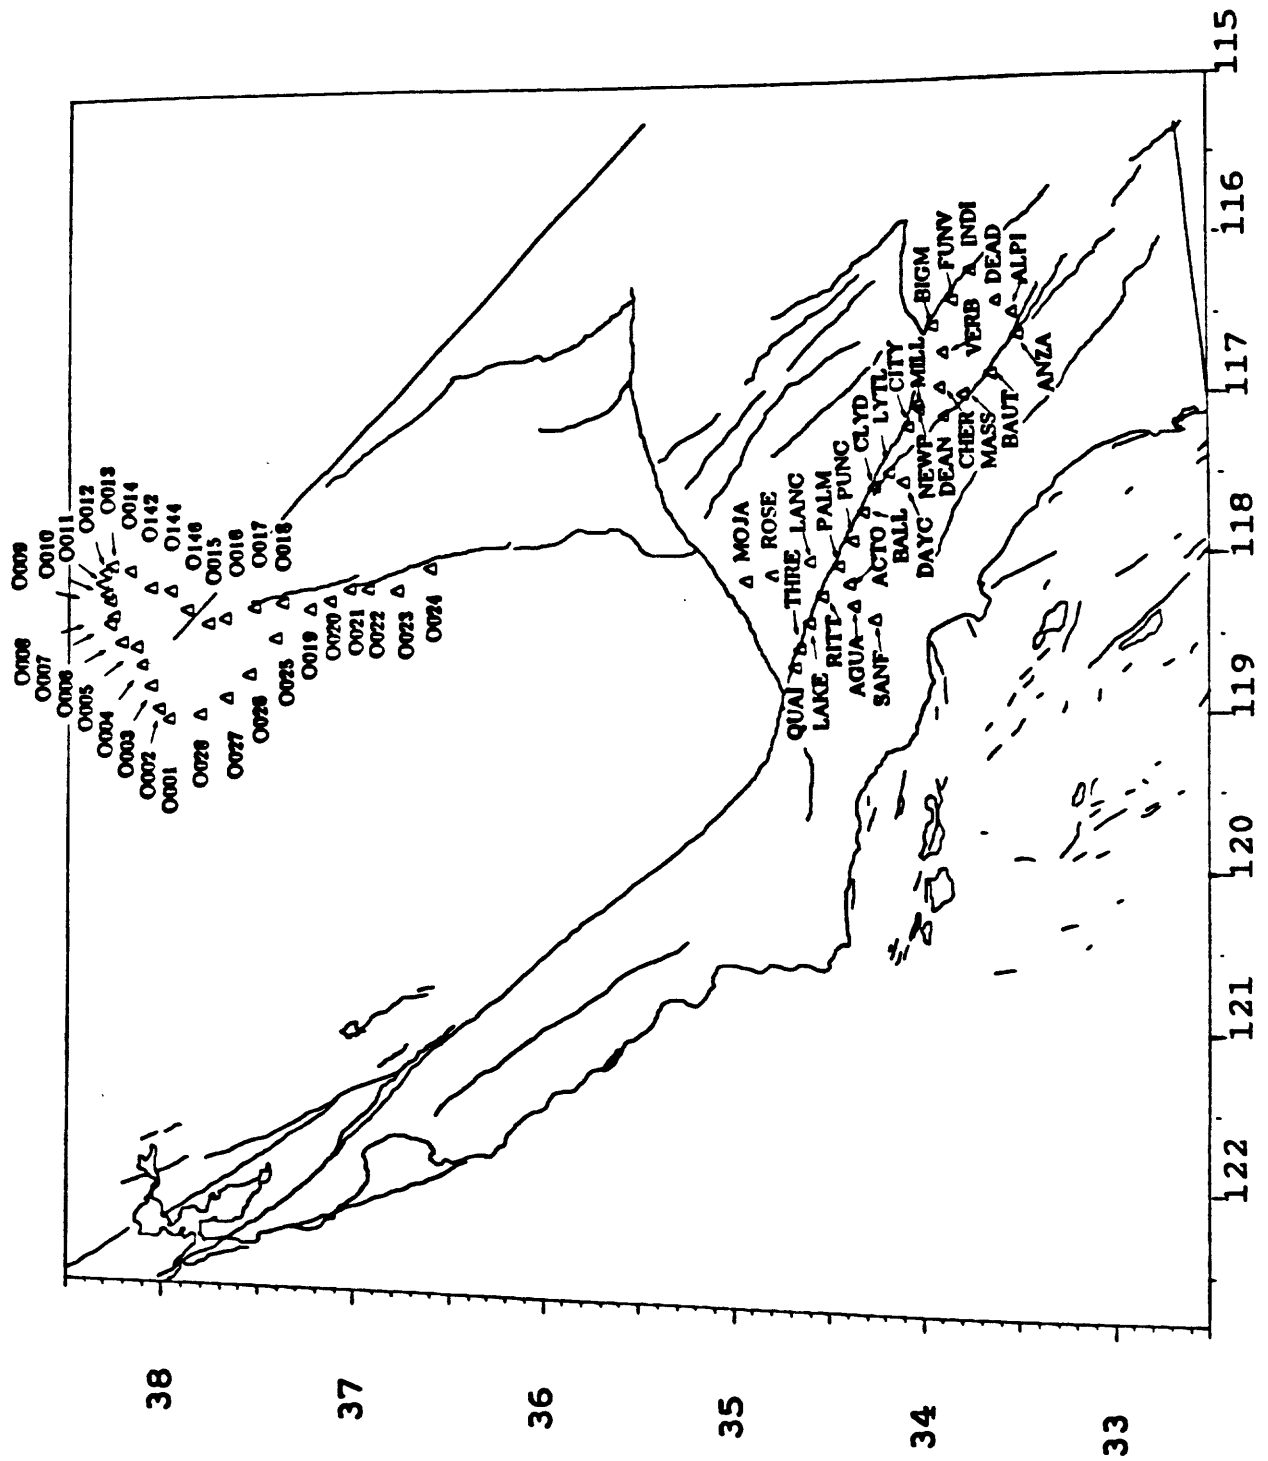 O009
O010
O011
O012
O013
O014
O142
O144
O146
O015
O016
O017
O018
O008
O007
O006
O005
O004
O003
O002
O001
O028
O027
O026
O025
O019
O020
O021
O022
O023
O024
MOJA
ROSE
THRE
LANC
PALM
PUNC
CLYD
LYTL
CITY
MILL
BIGM
FUNV
INDI
DEAD
ALPI
VERB
QUAI
LAKE
RITT
AGUA
SANF
ACTO
BALL
DAYC
NEWP
DEAN
CHER
MASS
BAUT
ANZA
38
37
36
35
34
33
122
121
120
119
118
117
116
115